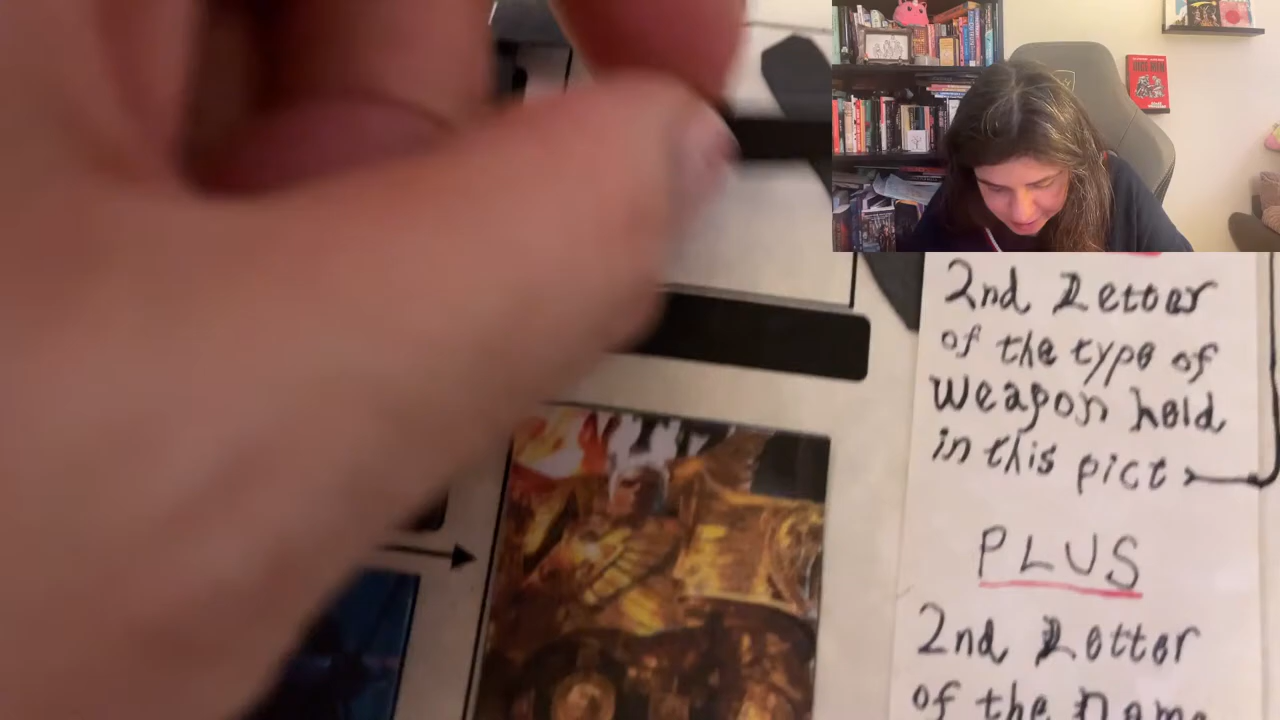 2nd Letter
of the type of
Weapon held
in this pict
PLUS
2nd Letter
of the name